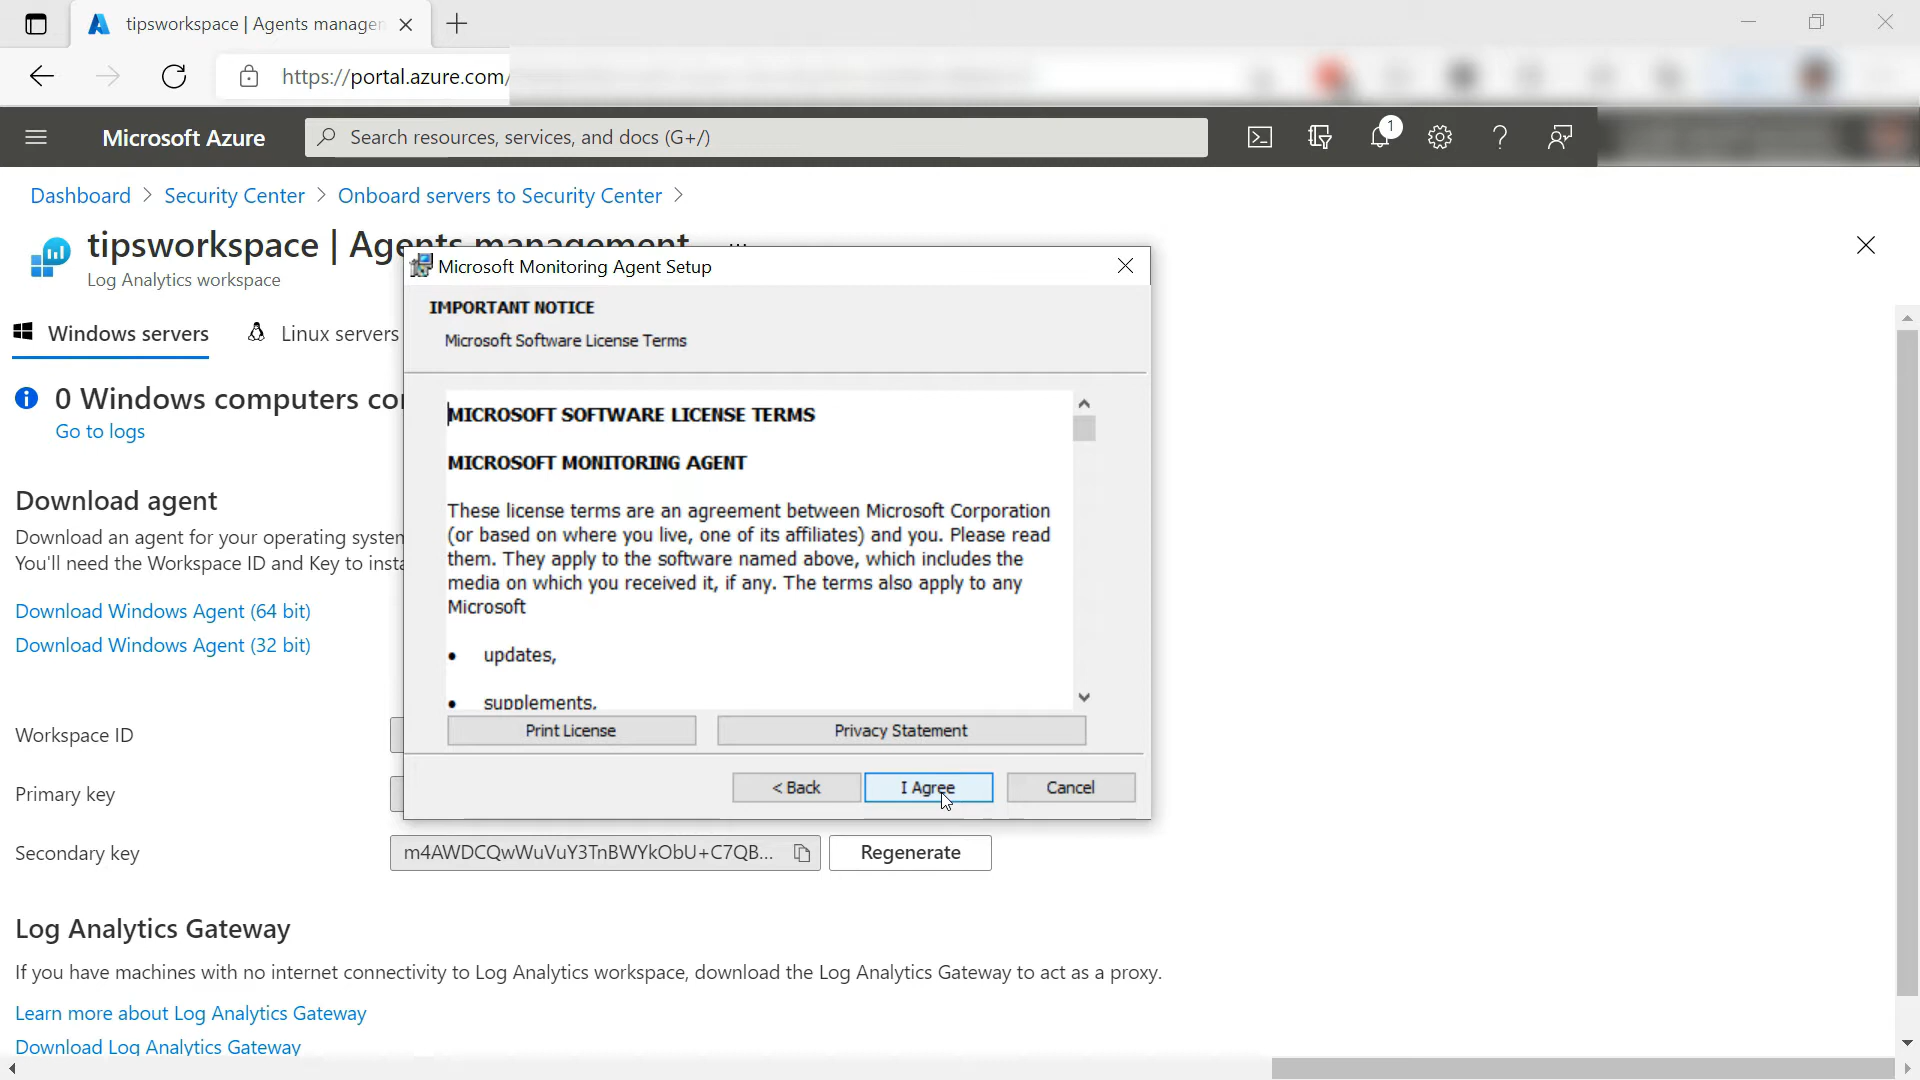 tipsworkspace | Agents manager
https://portal.azure.com/
Microsoft Azure
Search resources, services, and docs (G+/)
1
Dashboard > Security Center > Onboard servers to Security Center >
tipsworkspace | Agents management ...
Log Analytics workspace
Windows servers
Linux servers
0 Windows computers co
Go to logs
Download agent
Download an agent for your operating system
You'll need the Workspace ID and Key to insta
Download Windows Agent (64 bit)
Download Windows Agent (32 bit)
Workspace ID
Primary key
Secondary key
m4AWDCQwWuVuY3TnBWYkObU+C7QB...
Regenerate
Log Analytics Gateway
If you have machines with no internet connectivity to Log Analytics workspace, download the Log Analytics Gateway to act as a proxy.
Learn more about Log Analytics Gateway
Download Log Analytics Gateway
Microsoft Monitoring Agent Setup
IMPORTANT NOTICE
Microsoft Software License Terms
MICROSOFT SOFTWARE LICENSE TERMS
MICROSOFT MONITORING AGENT
These license terms are an agreement between Microsoft Corporation
(or based on where you live, one of its affiliates) and you. Please read
them. They apply to the software named above, which includes the
media on which you received it, if any. The terms also apply to any
Microsoft
• updates,
• supplements,
Print License
Privacy Statement
< Back
I Agree
Cancel